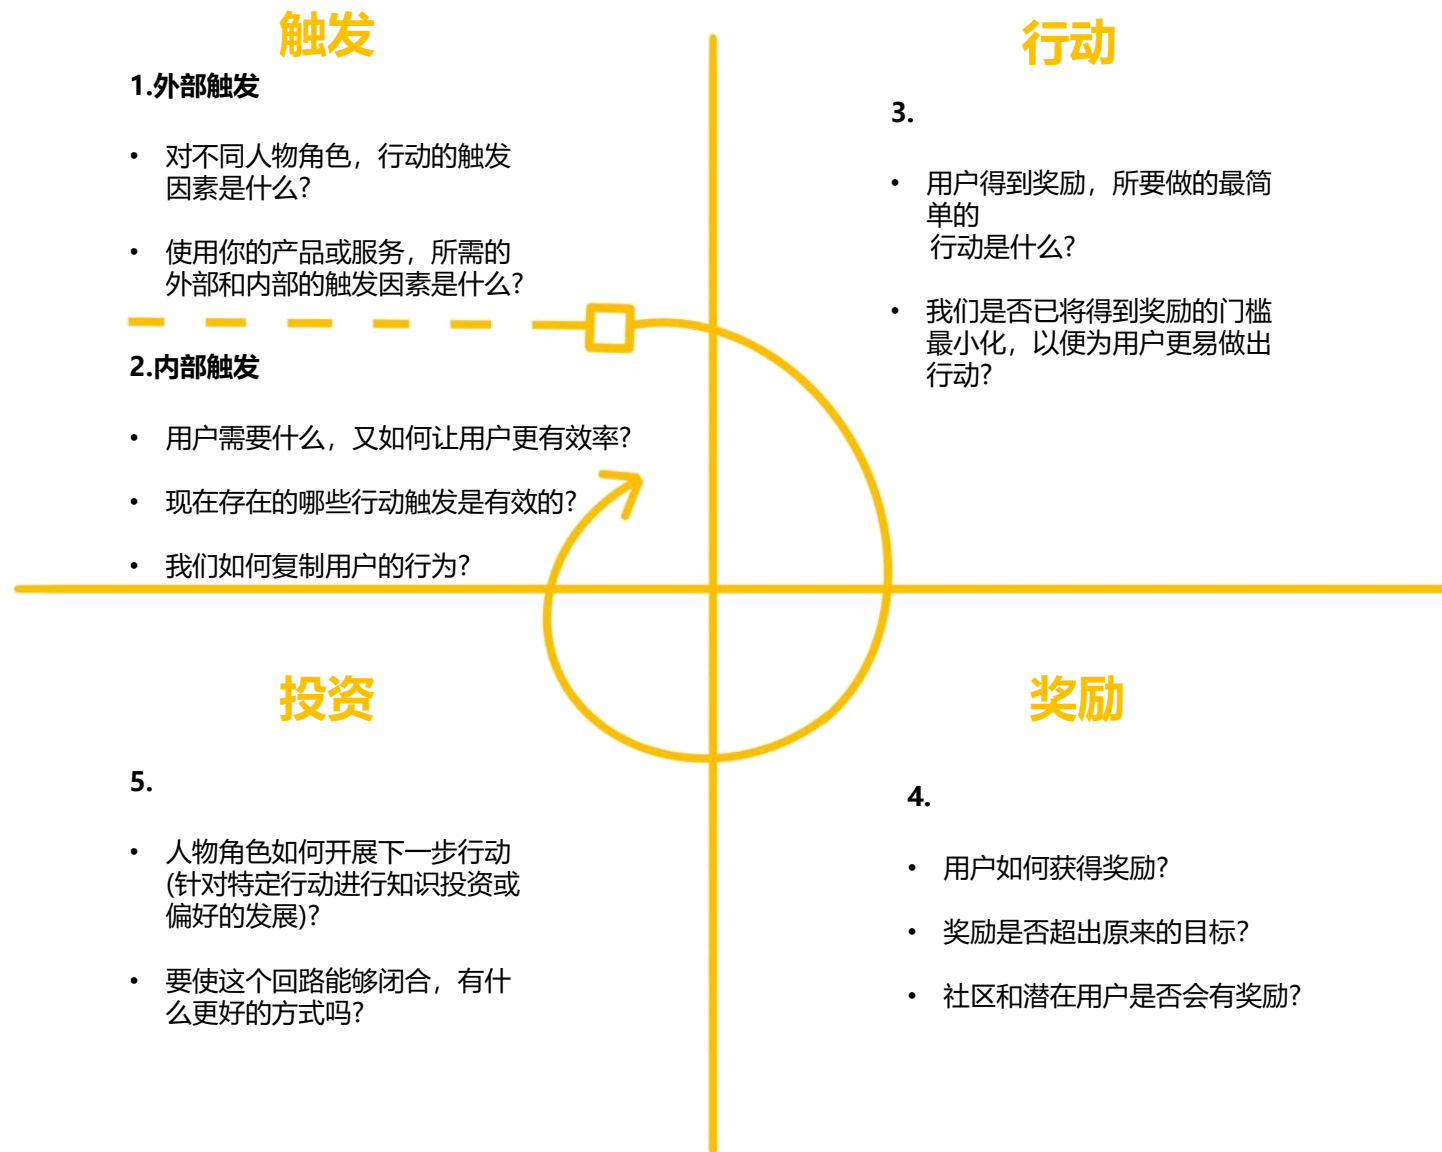 触发
1.外部触发
• 对不同人物角色，行动的触发
因素是什么?
• 使用你的产品或服务，所需的
外部和内部的触发因素是什么?
2.内部触发
• 用户需要什么，又如何让用户更有效率?
• 现在存在的哪些行动触发是有效的?
• 我们如何复制用户的行为?
行动
3.
• 用户得到奖励，所要做的最简
单的
行动是什么?
• 我们是否已将得到奖励的门槛
最小化，以便为用户更易做出
行动?
投资
5.
• 人物角色如何开展下一步行动
(针对特定行动进行知识投资或
偏好的发展)?
• 要使这个回路能够闭合，有什
么更好的方式吗?
奖励
4.
• 用户如何获得奖励?
• 奖励是否超出原来的目标?
• 社区和潜在用户是否会有奖励?